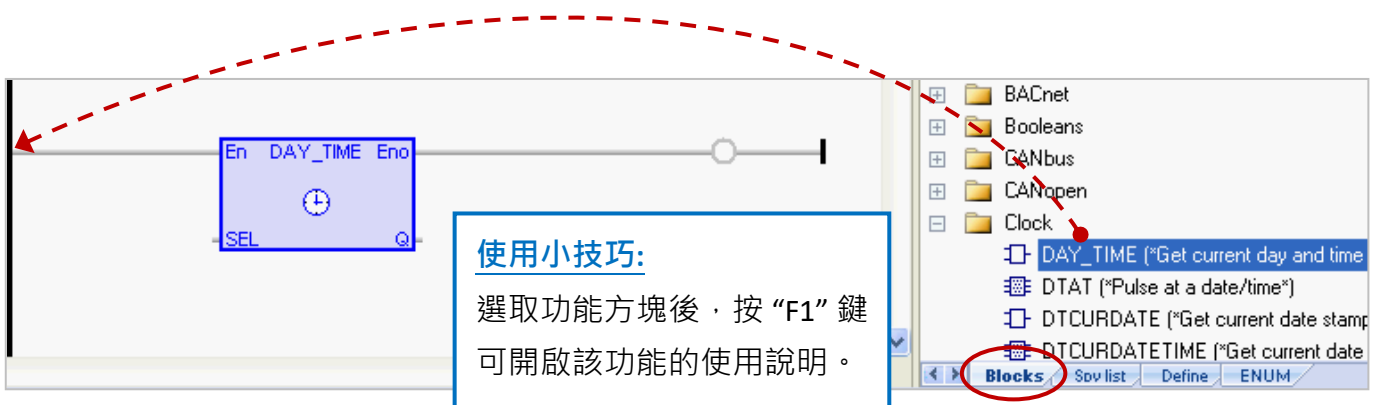 En DAY_TIME Eno
SEL Q
使用小技巧:
選取功能方塊後，按 “F1” 鍵
可開啟該功能的使用說明。
BACnet
Booleans
CANbus
CANopen
Clock
DAY_TIME (*Get current day and time
DTAT (*Pulse at a date/time*)
DTCURDATE (*Get current date stamp
DTCURDATETIME (*Get current date
Blocks Spy list Define ENUM